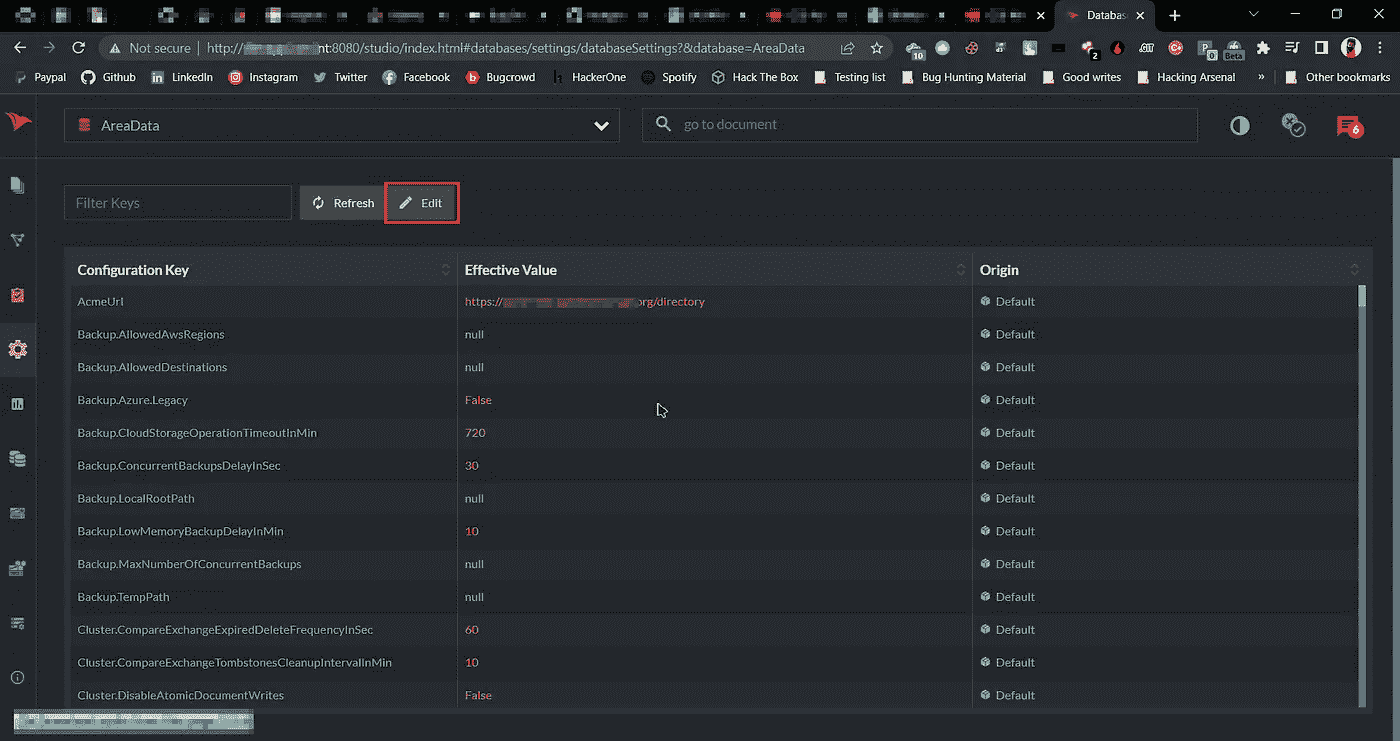 Databas
Not secure | http:// nt:8080/studio/index.html#databases/settings/databaseSettings?&database=AreaData
10 2 GIT 0 Beta
Paypal Github LinkedIn Instagram Twitter Facebook Bugcrowd HackerOne Spotify Hack The Box Testing list Bug Hunting Material Good writes Hacking Arsenal » Other bookmarks
AreaData go to document 6
Filter Keys Refresh Edit
Configuration Key Effective Value Origin
AcmeUrl https:// org/directory Default
Backup.AllowedAwsRegions null Default
Backup.AllowedDestinations null Default
Backup.Azure.Legacy False Default
Backup.CloudStorageOperationTimeoutInMin 720 Default
Backup.ConcurrentBackupsDelayInSec 30 Default
Backup.LocalRootPath null Default
Backup.LowMemoryBackupDelayInMin 10 Default
Backup.MaxNumberOfConcurrentBackups null Default
Backup.TempPath null Default
Cluster.CompareExchangeExpiredDeleteFrequencyInSec 60 Default
Cluster.CompareExchangeTombstonesCleanupIntervalInMin 10 Default
Cluster.DisableAtomicDocumentWrites False Default